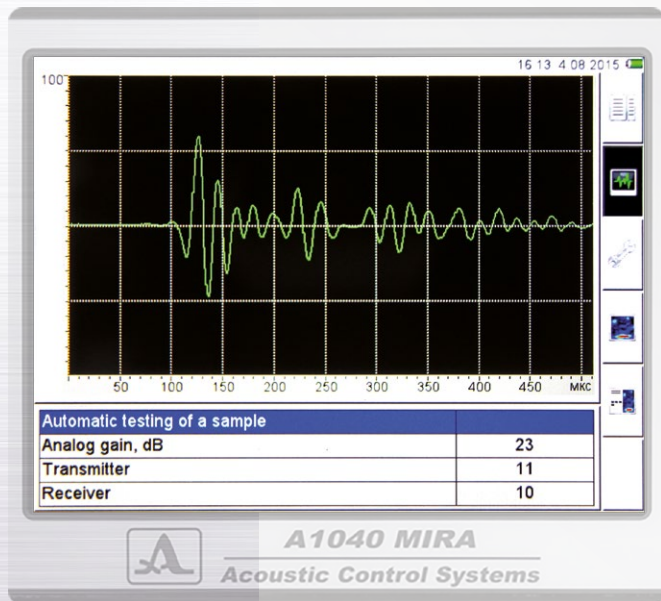 16 13 4 08 2015
100
50 100 150 200 250 300 350 400 450 мкс
Automatic testing of a sample
Analog gain, dB 23
Transmitter 11
Receiver 10
A1040 MIRA
Acoustic Control Systems